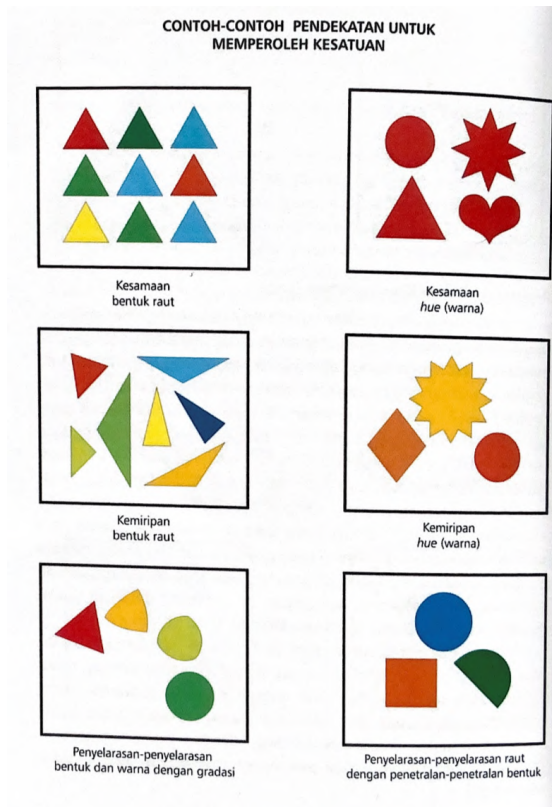 CONTOH-CONTOH PENDEKATAN UNTUK
MEMPEROLEH KESATUAN
Kesamaan
bentuk raut
Kesamaan
hue (warna)
Kemiripan
bentuk raut
Kemiripan
hue (warna)
Penyelarasan-penyelarasan
bentuk dan warna dengan gradasi
Penyelarasan-penyelarasan raut
dengan penetralan-penetralan bentuk